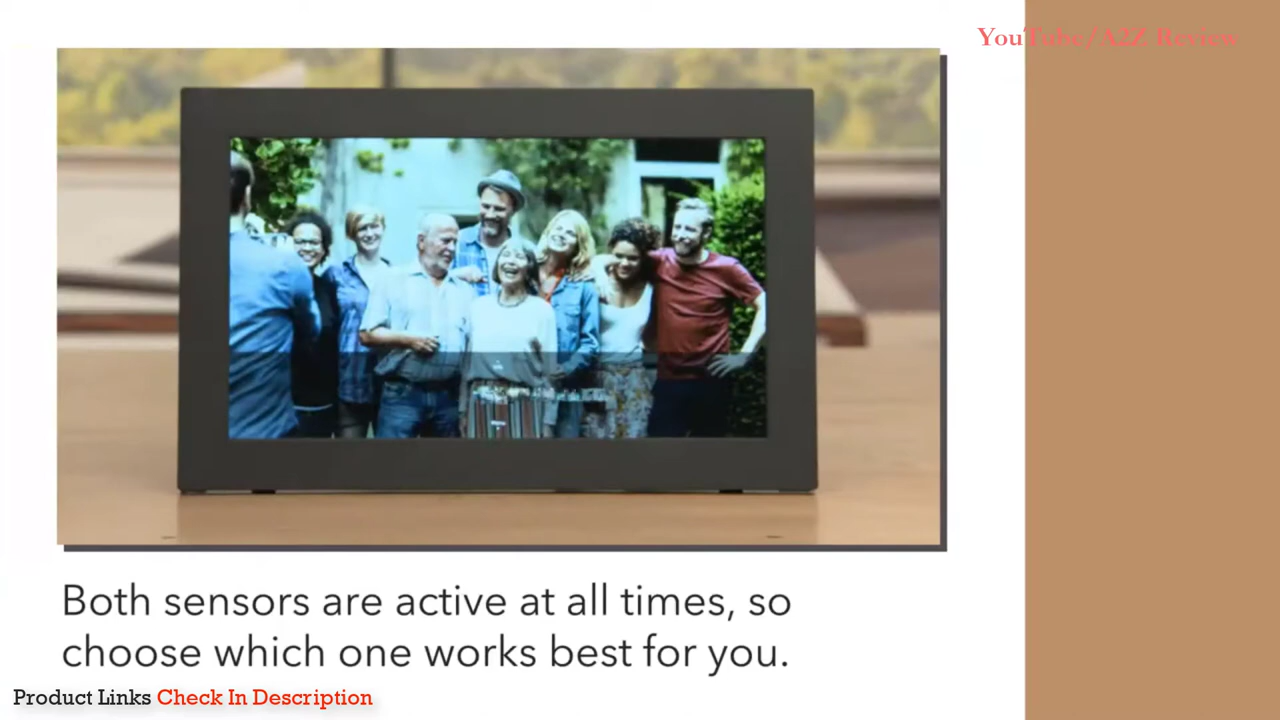 YouTube/A2Z Review
Both sensors are active at all times, so
choose which one works best for you.
Product Links Check In Description